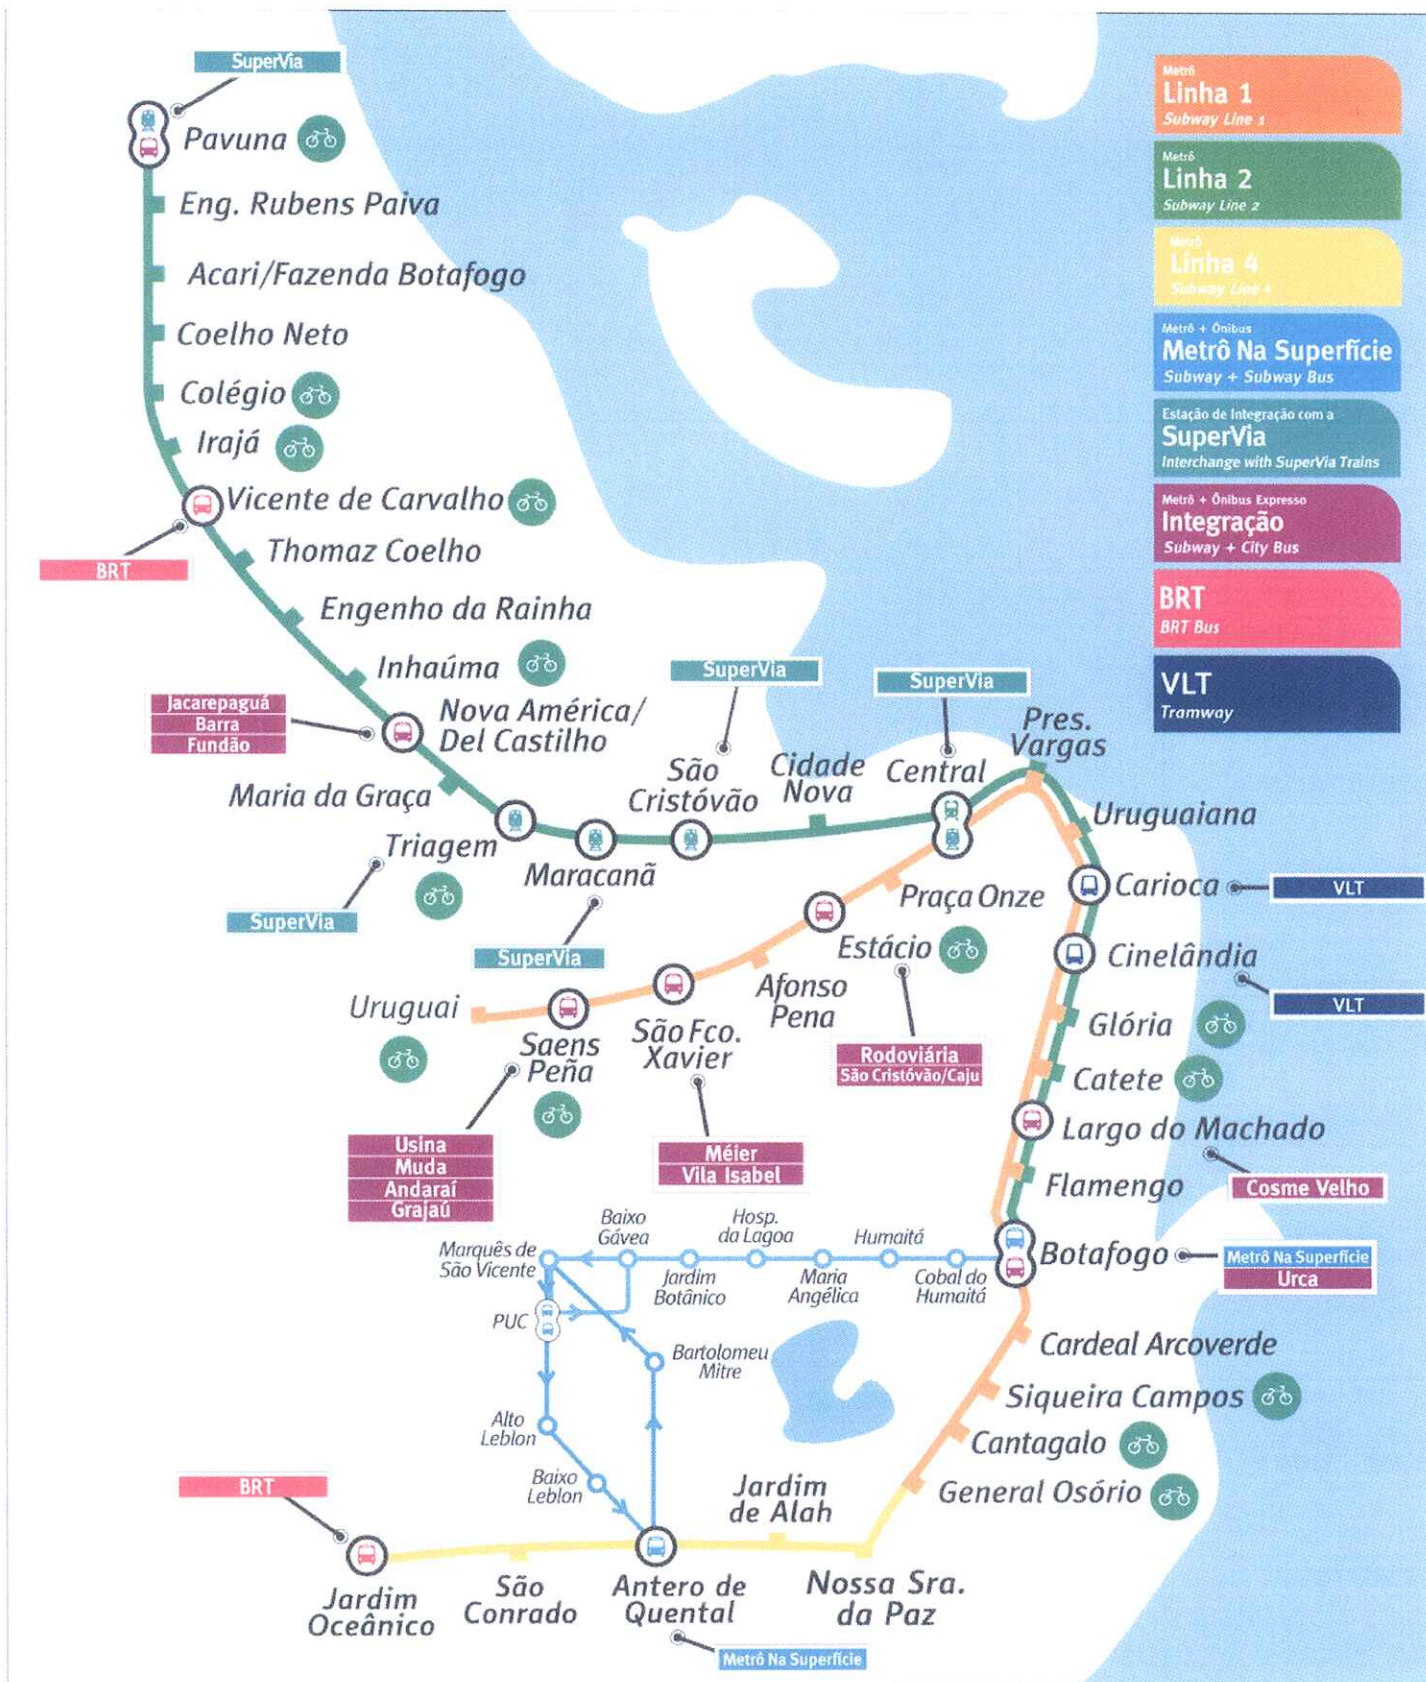 SuperVia
Pavuna
Eng. Rubens Paiva
Acari/Fazenda Botafogo
Coelho Neto
Colégio
Irajá
Vicente de Carvalho
BRT
Thomaz Coelho
Engenho da Rainha
Inhaúma
Jacarepaguá
Barra
Fundão
Nova América/
Del Castilho
Maria da Graça
Triagem
SuperVia
Maracanã
SuperVia
SuperVia
São
Cristóvão
Cidade
Nova
SuperVia
Central
Pres.
Vargas
Uruguaiana
Carioca
VLT
Cinelândia
VLT
Glória
Catete
Largo do Machado
Cosme Velho
Flamengo
Botafogo
Metrô Na Superfície
Urca
Praça Onze
Estácio
Rodoviária
São Cristóvão/Caju
Afonso
Pena
São Fco.
Xavier
Méier
Vila Isabel
Saens
Peña
Usina
Muda
Andaraí
Grajaú
Uruguai
Marquês de
São Vicente
Baixo
Gávea
Jardim
Botânico
Hosp.
da Lagoa
Maria
Angélica
Humaitá
Cobal do
Humaitá
PUC
Bartolomeu
Mitre
Alto
Leblon
Baixo
Leblon
Cardeal Arcoverde
Siqueira Campos
Cantagalo
General Osório
Nossa Sra.
da Paz
Jardim
de Alah
Antero de
Quental
Metrô Na Superfície
São
Conrado
Jardim
Oceânico
BRT
Metrô
Linha 1
Subway Line 1
Metrô
Linha 2
Subway Line 2
Metrô
Linha 4
Subway Line 4
Metrô + Ônibus
Metrô Na Superfície
Subway + Subway Bus
Estação de Integração com a
SuperVia
Interchange with SuperVia Trains
Metrô + Ônibus Expresso
Integração
Subway + City Bus
BRT
BRT Bus
VLT
Tramway